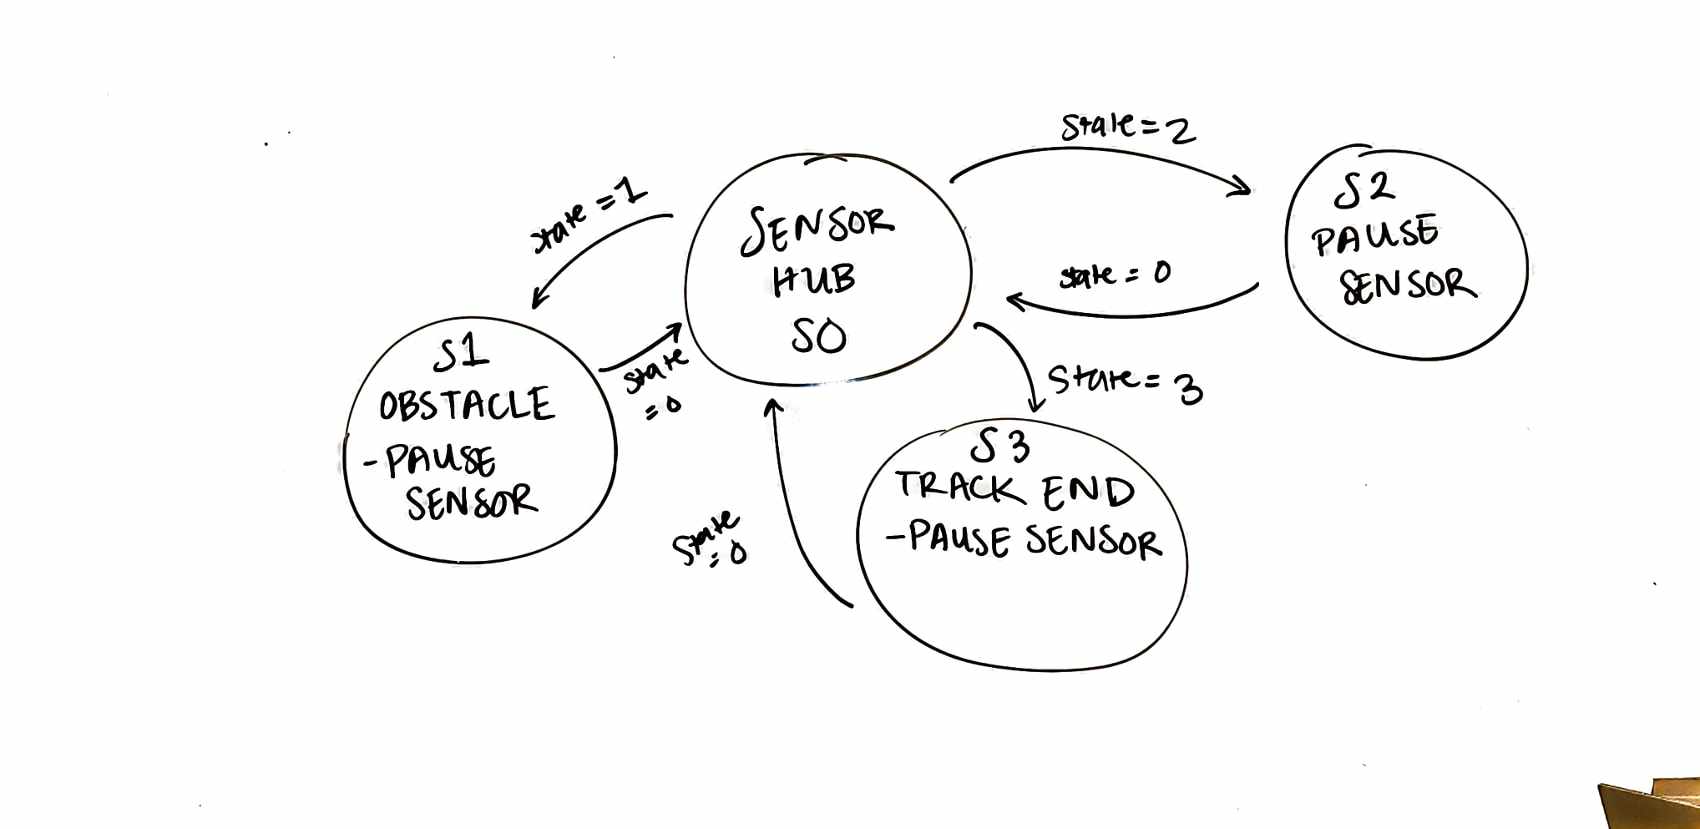 State=2
State=1
SENSOR
HUB
S0
S2
PAUSE
SENSOR
State=0
S1
OBSTACLE
-PAUSE
SENSOR
State
=0
State=3
S3
TRACK END
-PAUSE SENSOR
State
=0